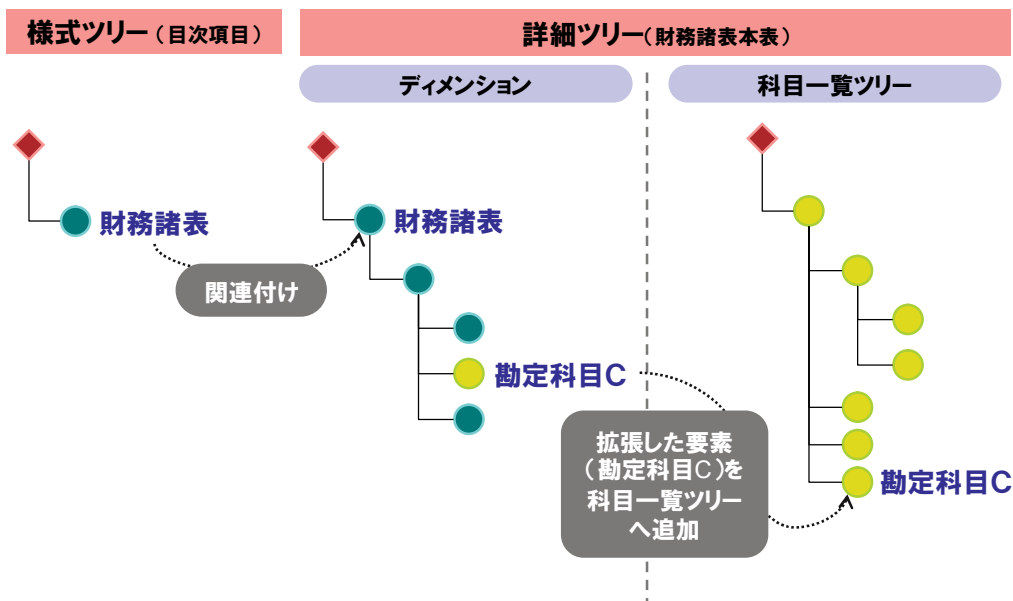 様式ツリー（目次項目）
詳細ツリー（財務諸表本表）
ディメンション
科目一覧ツリー
財務諸表
財務諸表
関連付け
勘定科目C
拡張した要素
（勘定科目C）を
科目一覧ツリー
へ追加
勘定科目C